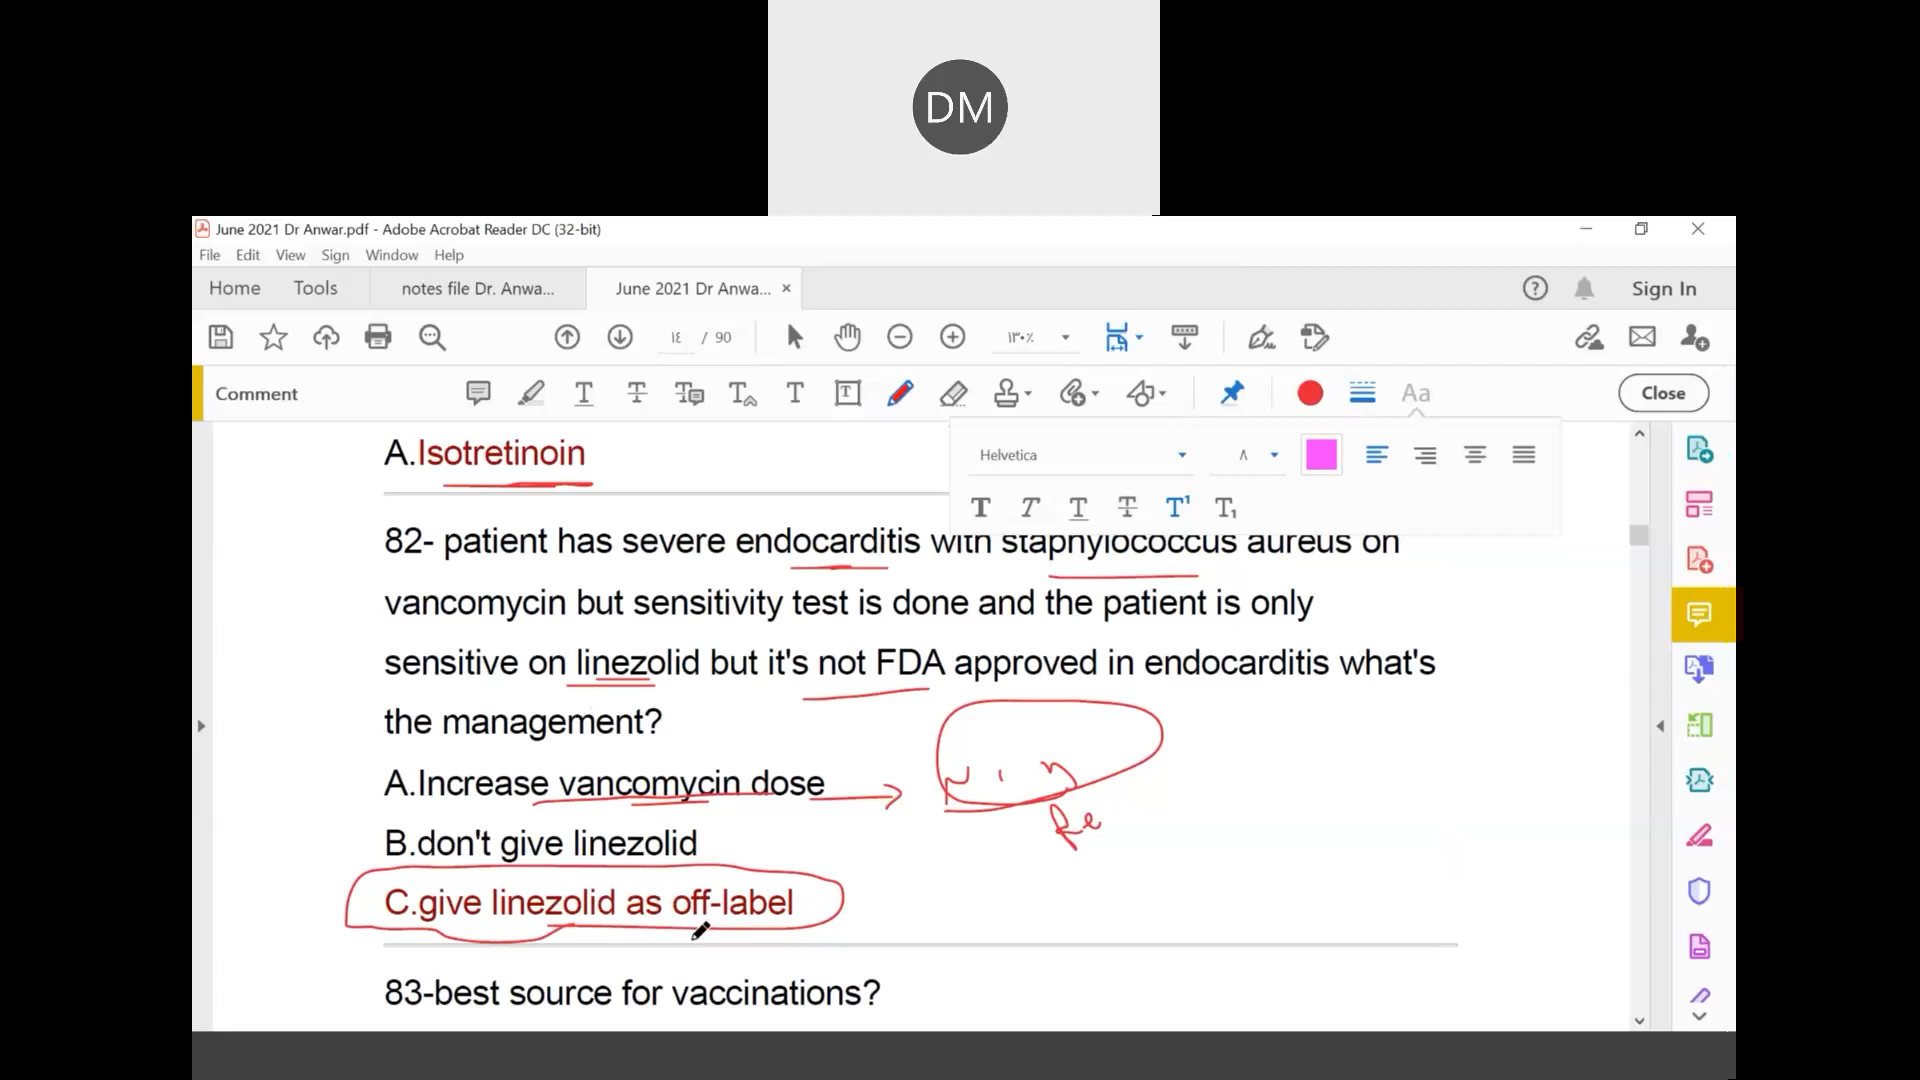 DM
June 2021 Dr Anwar.pdf - Adobe Acrobat Reader DC (32-bit)
File Edit View Window Help
Home Tools notes file Dr. Anwa... June 2021 Dr Anwa... × Sign In
١٤ / 90 ١٣٠٪
Comment Aa Close
Helvetica ٨
A.Isotretinoin
82- patient has severe endocarditis with staphylococcus aureus on
vancomycin but sensitivity test is done and the patient is only
sensitive on linezolid but it's not FDA approved in endocarditis what's
the management?
A.Increase vancomycin dose
B.don't give linezolid
C.give linezolid as off-label
83-best source for vaccinations?